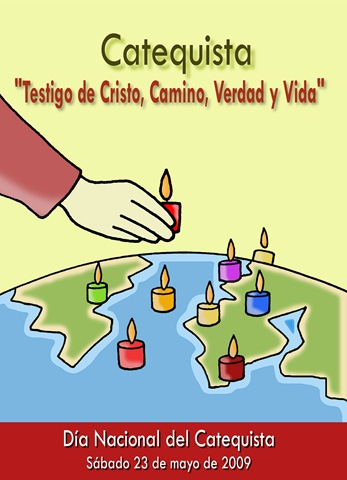 Catequista
"Testigo de Cristo, Camino, Verdad y Vida"
Día Nacional del Catequista
Sábado 23 de mayo de 2009